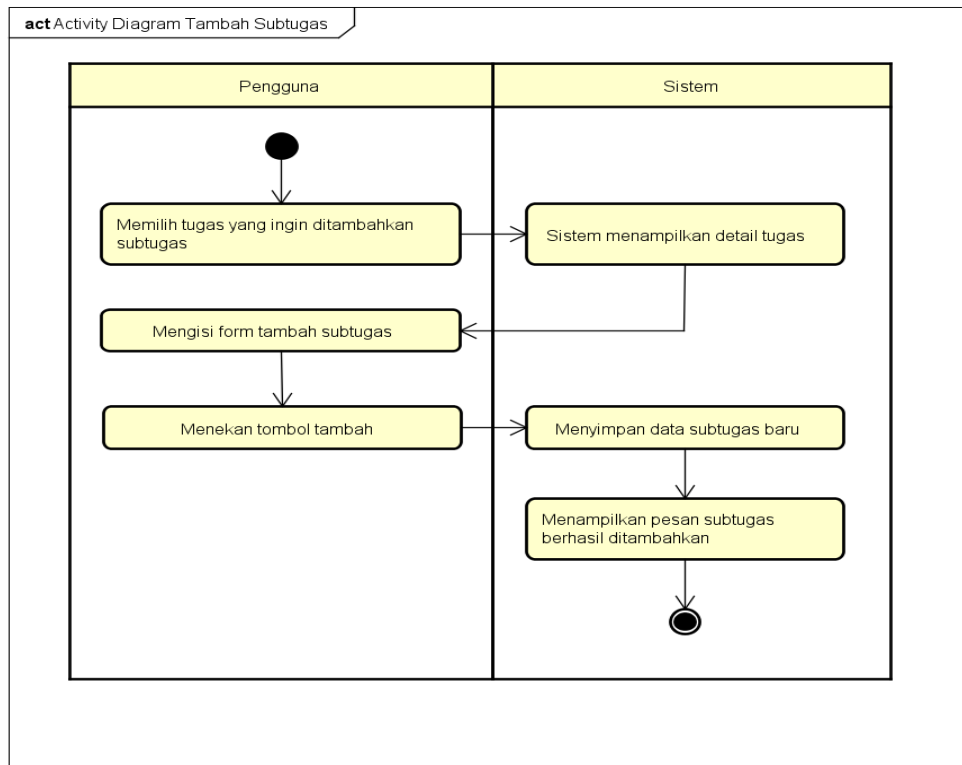 act Activity Diagram Tambah Subtugas
Pengguna
Sistem
Memilih tugas yang ingin ditambahkan
subtugas
Sistem menampilkan detail tugas
Mengisi form tambah subtugas
Menekan tombol tambah
Menyimpan data subtugas baru
Menampilkan pesan subtugas
berhasil ditambahkan